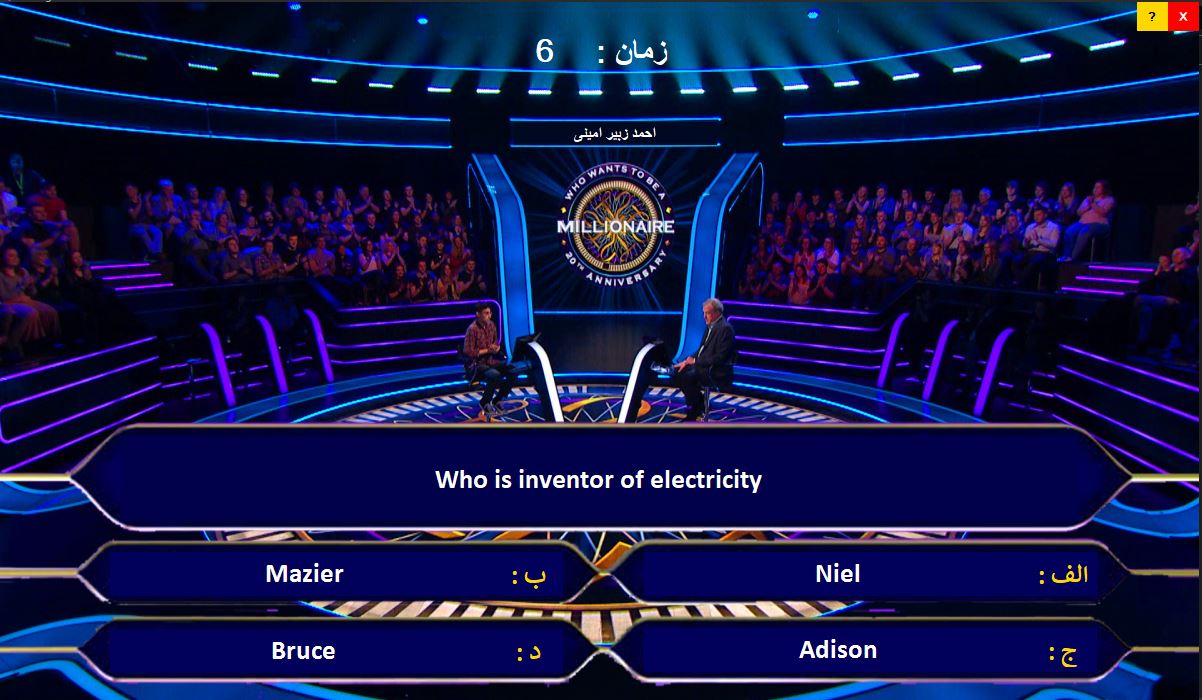 ?
X
زمان : 6
احمد زبیر امینی
WHO WANTS TO BE A
MILLIONAIRE
20TH ANNIVERSARY
Who is inventor of electricity
الف : Niel
ب : Mazier
ج : Adison
د : Bruce